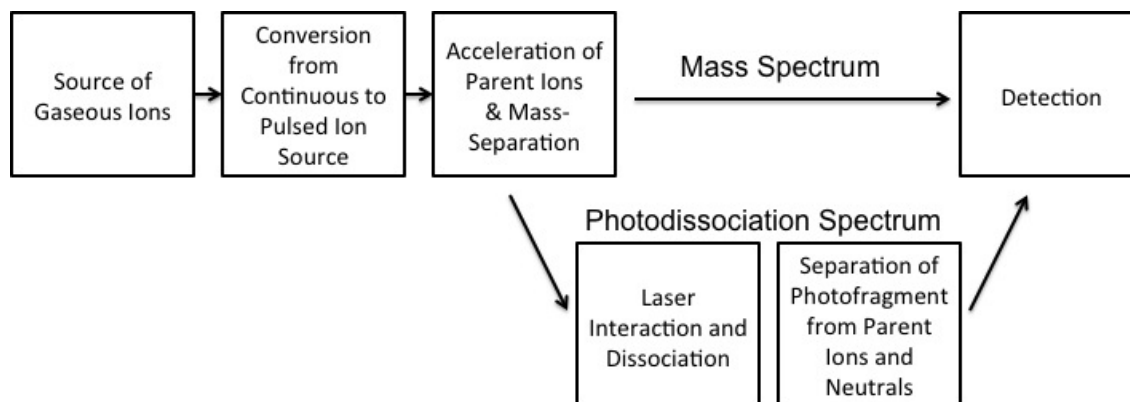 Source of
Gaseous Ions
Conversion
from
Continuous to
Pulsed Ion
Source
Acceleration of
Parent Ions
& Mass-
Separation
Mass Spectrum
Detection
Photodissociation Spectrum
Laser
Interaction and
Dissociation
Separation of
Photofragment
from Parent
Ions and
Neutrals